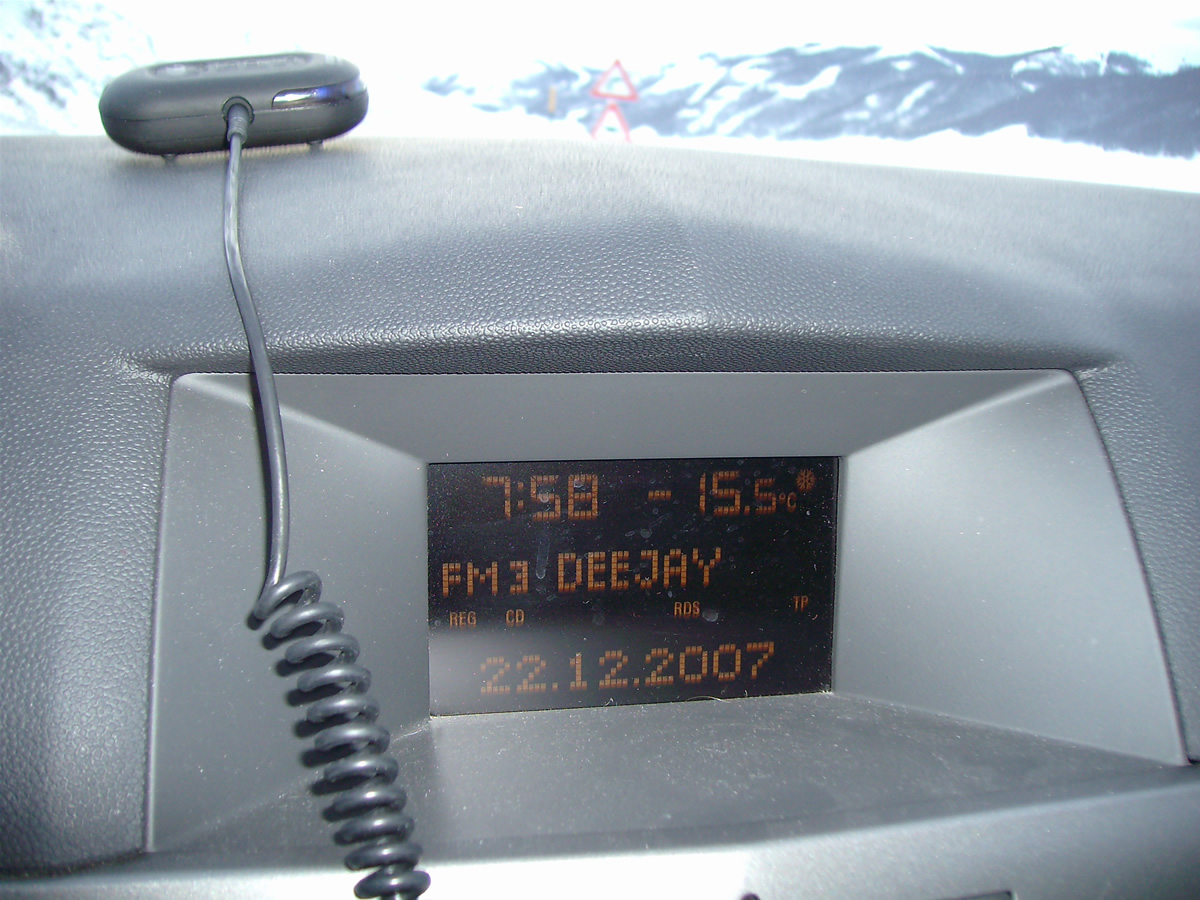 7:58 -15.5°C
FM3 DEEJAY
REG CD RDS TP
22.12.2007